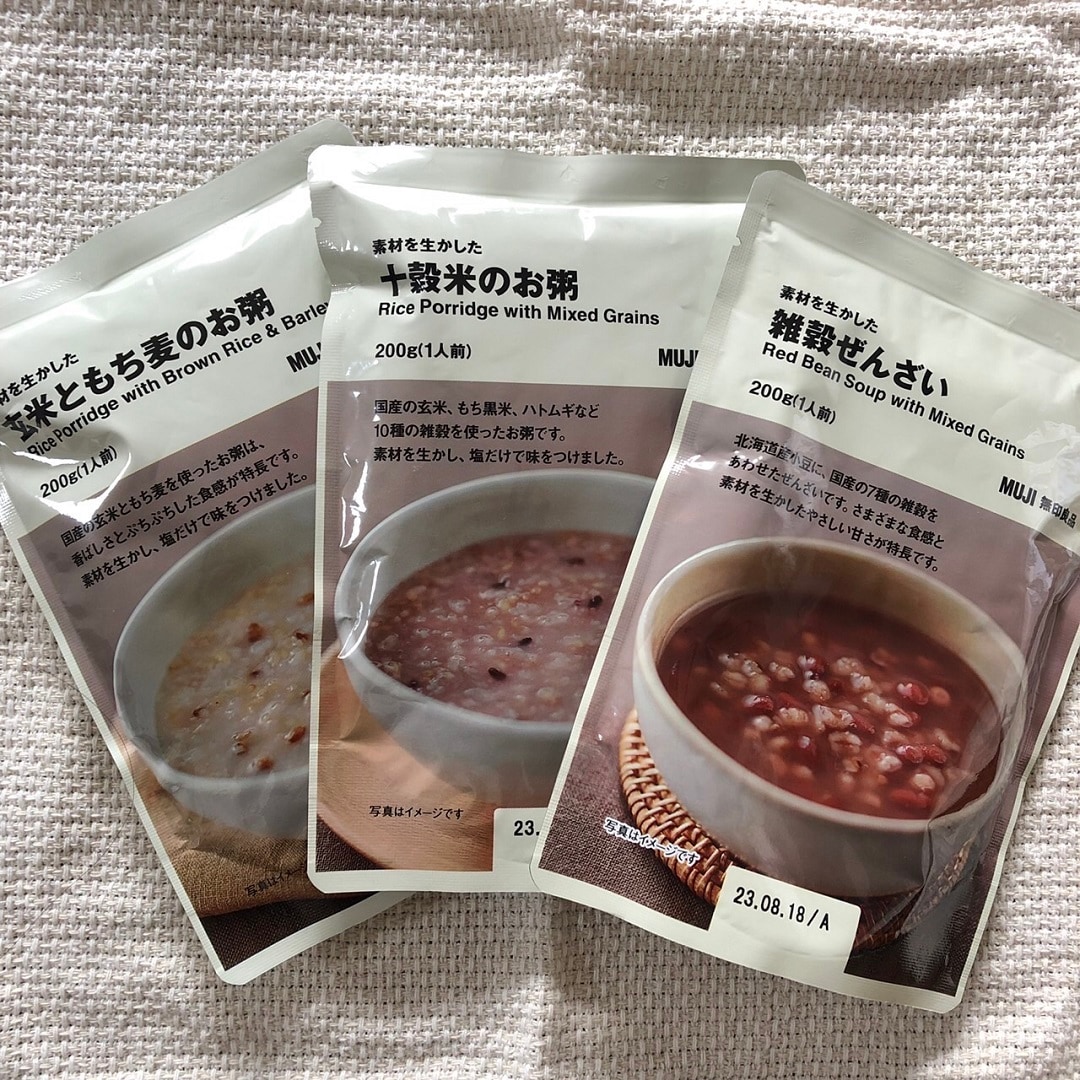 材を生かした
玄米ともち麦のお粥
Rice Porridge with Brown Rice & Barley
200g(1人前)
MUJI
国産の玄米ともち麦を使ったお粥は、
香ばしさとぷちぷちした食感が特長です。
素材を生かし、塩だけで味をつけました。
写真はイメ
素材を生かした
十穀米のお粥
Rice Porridge with Mixed Grains
200g(1人前)
MUJI
国産の玄米、もち黒米、ハトムギなど
10種の雑穀を使ったお粥です。
素材を生かし、塩だけで味をつけました。
写真はイメージです
23.
素材を生かした
雑穀ぜんざい
Red Bean Soup with Mixed Grains
200g(1人前)
MUJI 無印良品
北海道産小豆に、国産の7種の雑穀を
あわせたぜんざいです。さまざまな食感と
素材を生かしたやさしい甘さが特長です。
写真はイメージです
23.08.18/A